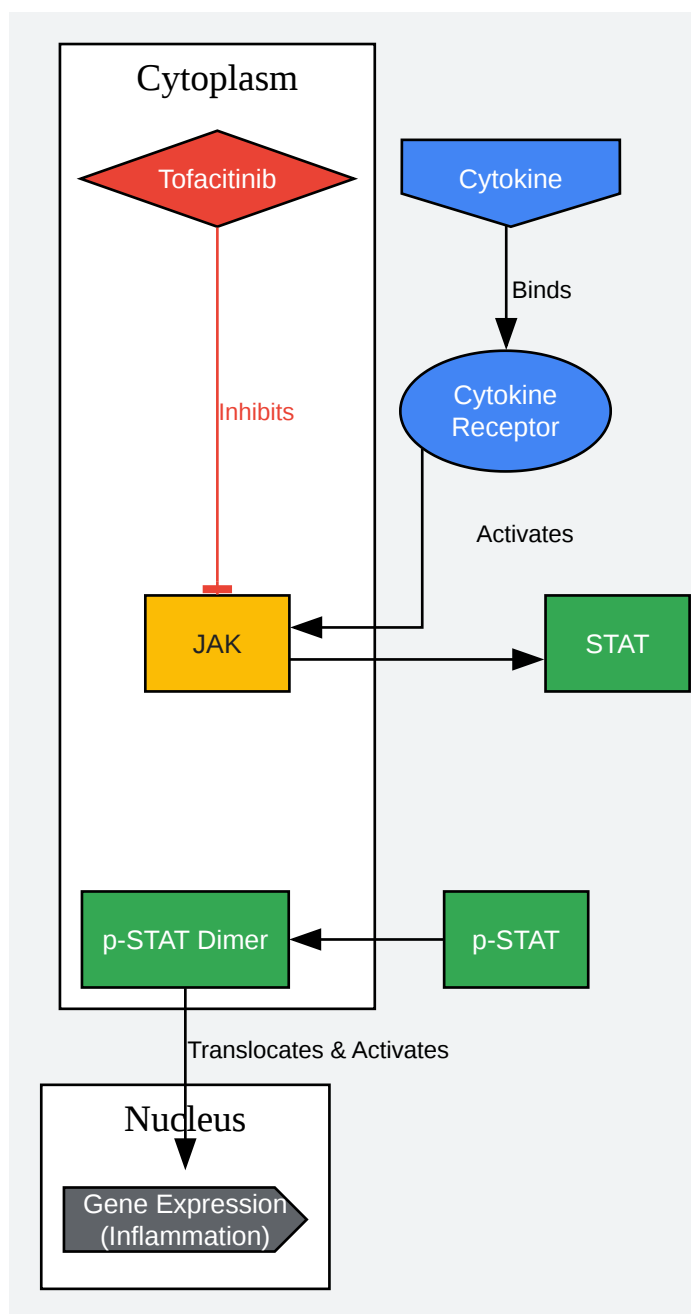 Cytoplasm
Tofacitinib
Cytokine
Binds
Cytokine
Receptor
Inhibits
Activates
JAK
STAT
p-STAT Dimer
p-STAT
Translocates & Activates
Nucleus
Gene Expression
(Inflammation)